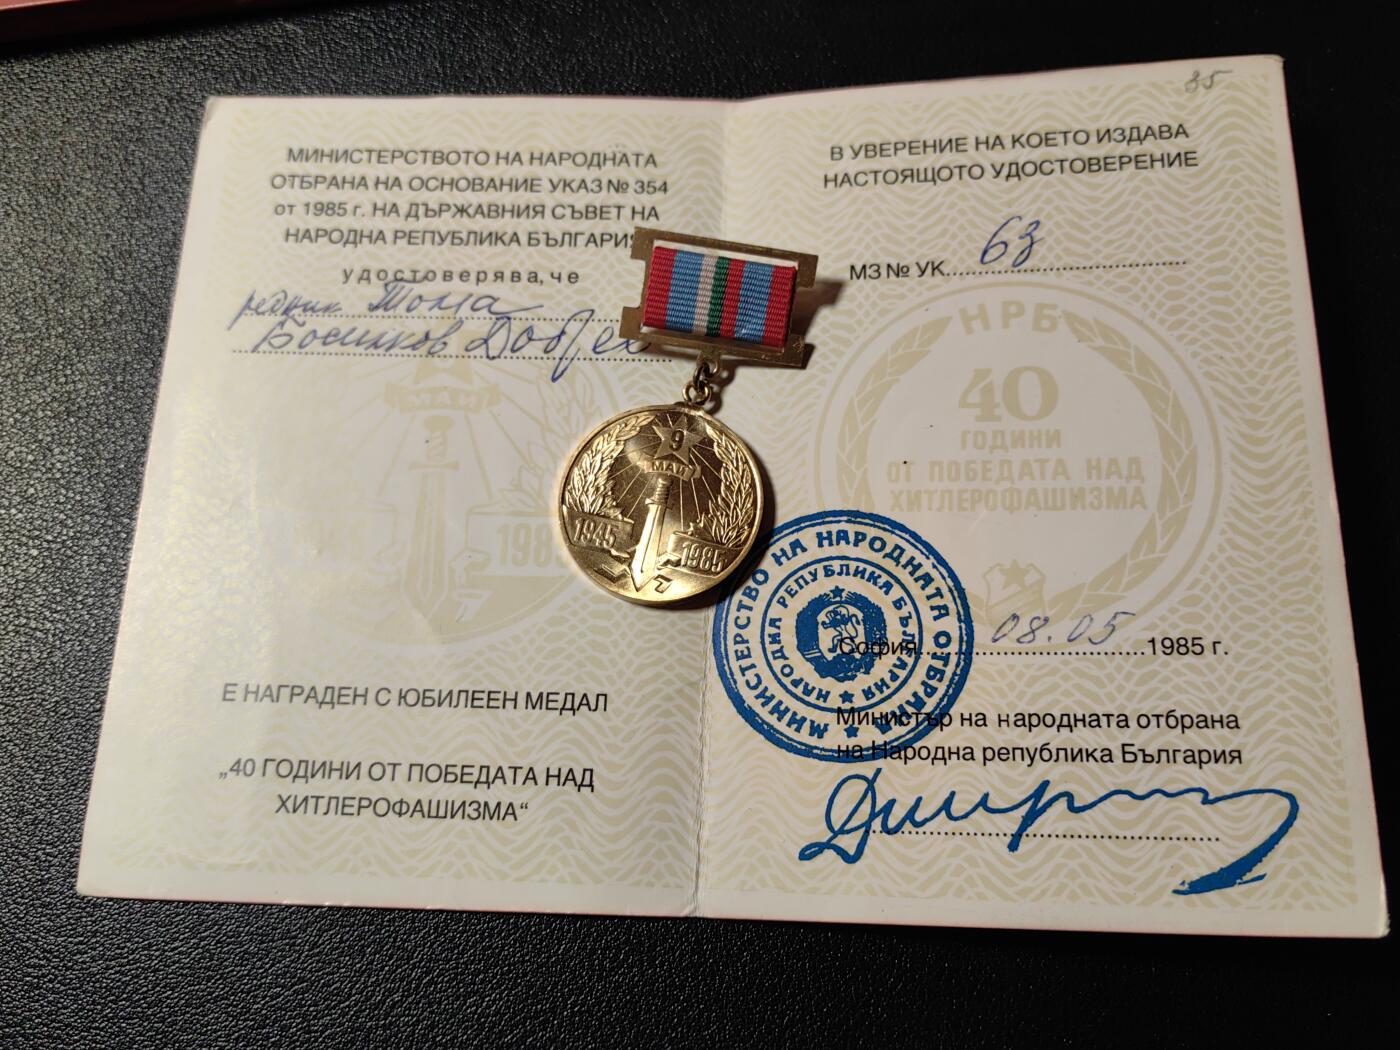 МИНИСТЕРСТВОТО НА НАРОДНАТА
ОТБРАНА НА ОСНОВАНИЕ УКАЗ № 354
от 1985 г. НА ДЪРЖАВНИЯ СЪВЕТ НА
НАРОДНА РЕПУБЛИКА БЪЛГАРИЯ
удостоверява, че
редник Тома
МАЙ
1985
Е НАГРАДЕН С ЮБИЛЕЕН МЕДАЛ
„40 ГОДИНИ ОТ ПОБЕДАТА НАД
ХИТЛЕРОФАШИЗМА“
9
МАЙ
1945
1985
35
В УВЕРЕНИЕ НА КОЕТО ИЗДАВА
НАСТОЯЩОТО УДОСТОВЕРЕНИЕ
МЗ № УК. 63
НРБ
40
ГОДИНИ
ОТ ПОБЕДАТА НАД
ХИТЛЕРОФАШИЗМА
МИНИСТЕРСТВО НА НАРОДНАТА ОТБРАНА
НАРОДНА РЕПУБЛИКА БЪЛГАРИЯ
София 08.05 1985 г.
Министър на народната отбрана
на Народна република България